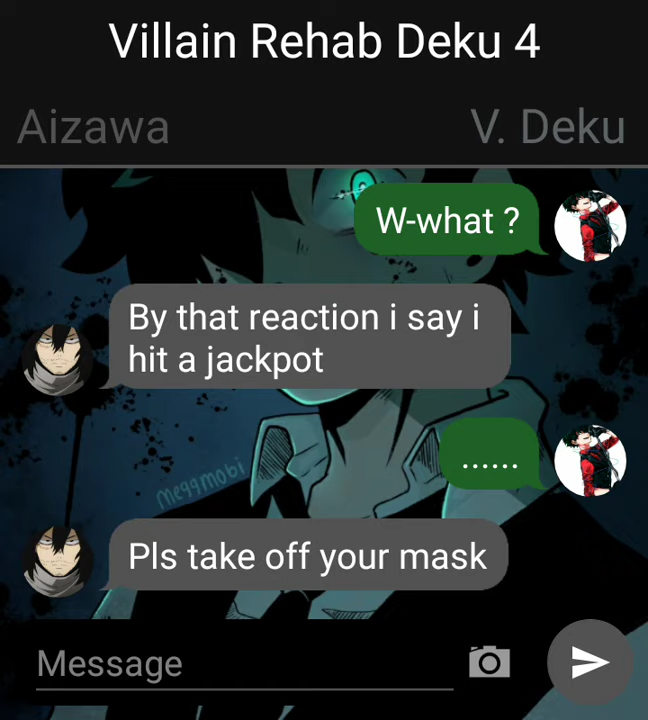 Villain Rehab Deku 4
Aizawa
V. Deku
W-what ?
By that reaction i say i
hit a jackpot
......
meggmobi
Pls take off your mask
Message